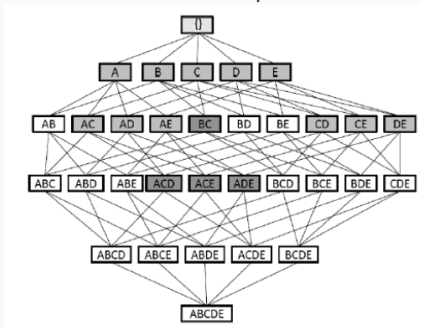 {}
A B C D E
AB AC AD AE BC BD BE CD CE DE
ABC ABD ABE ACD ACE ADE BCD BCE BDE CDE
ABCD ABCE ABDE ACDE BCDE
ABCDE